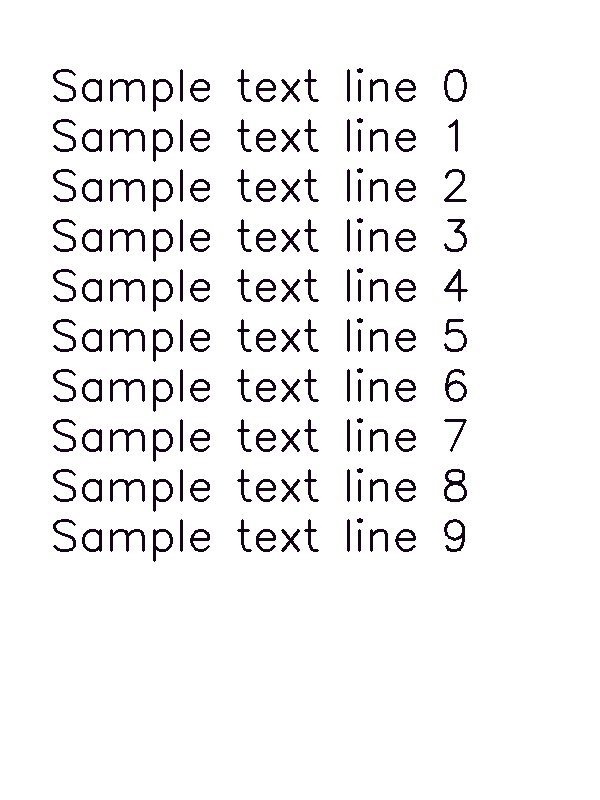 Sample text line 0
Sample text line 1
Sample text line 2
Sample text line 3
Sample text line 4
Sample text line 5
Sample text line 6
Sample text line 7
Sample text line 8
Sample text line 9